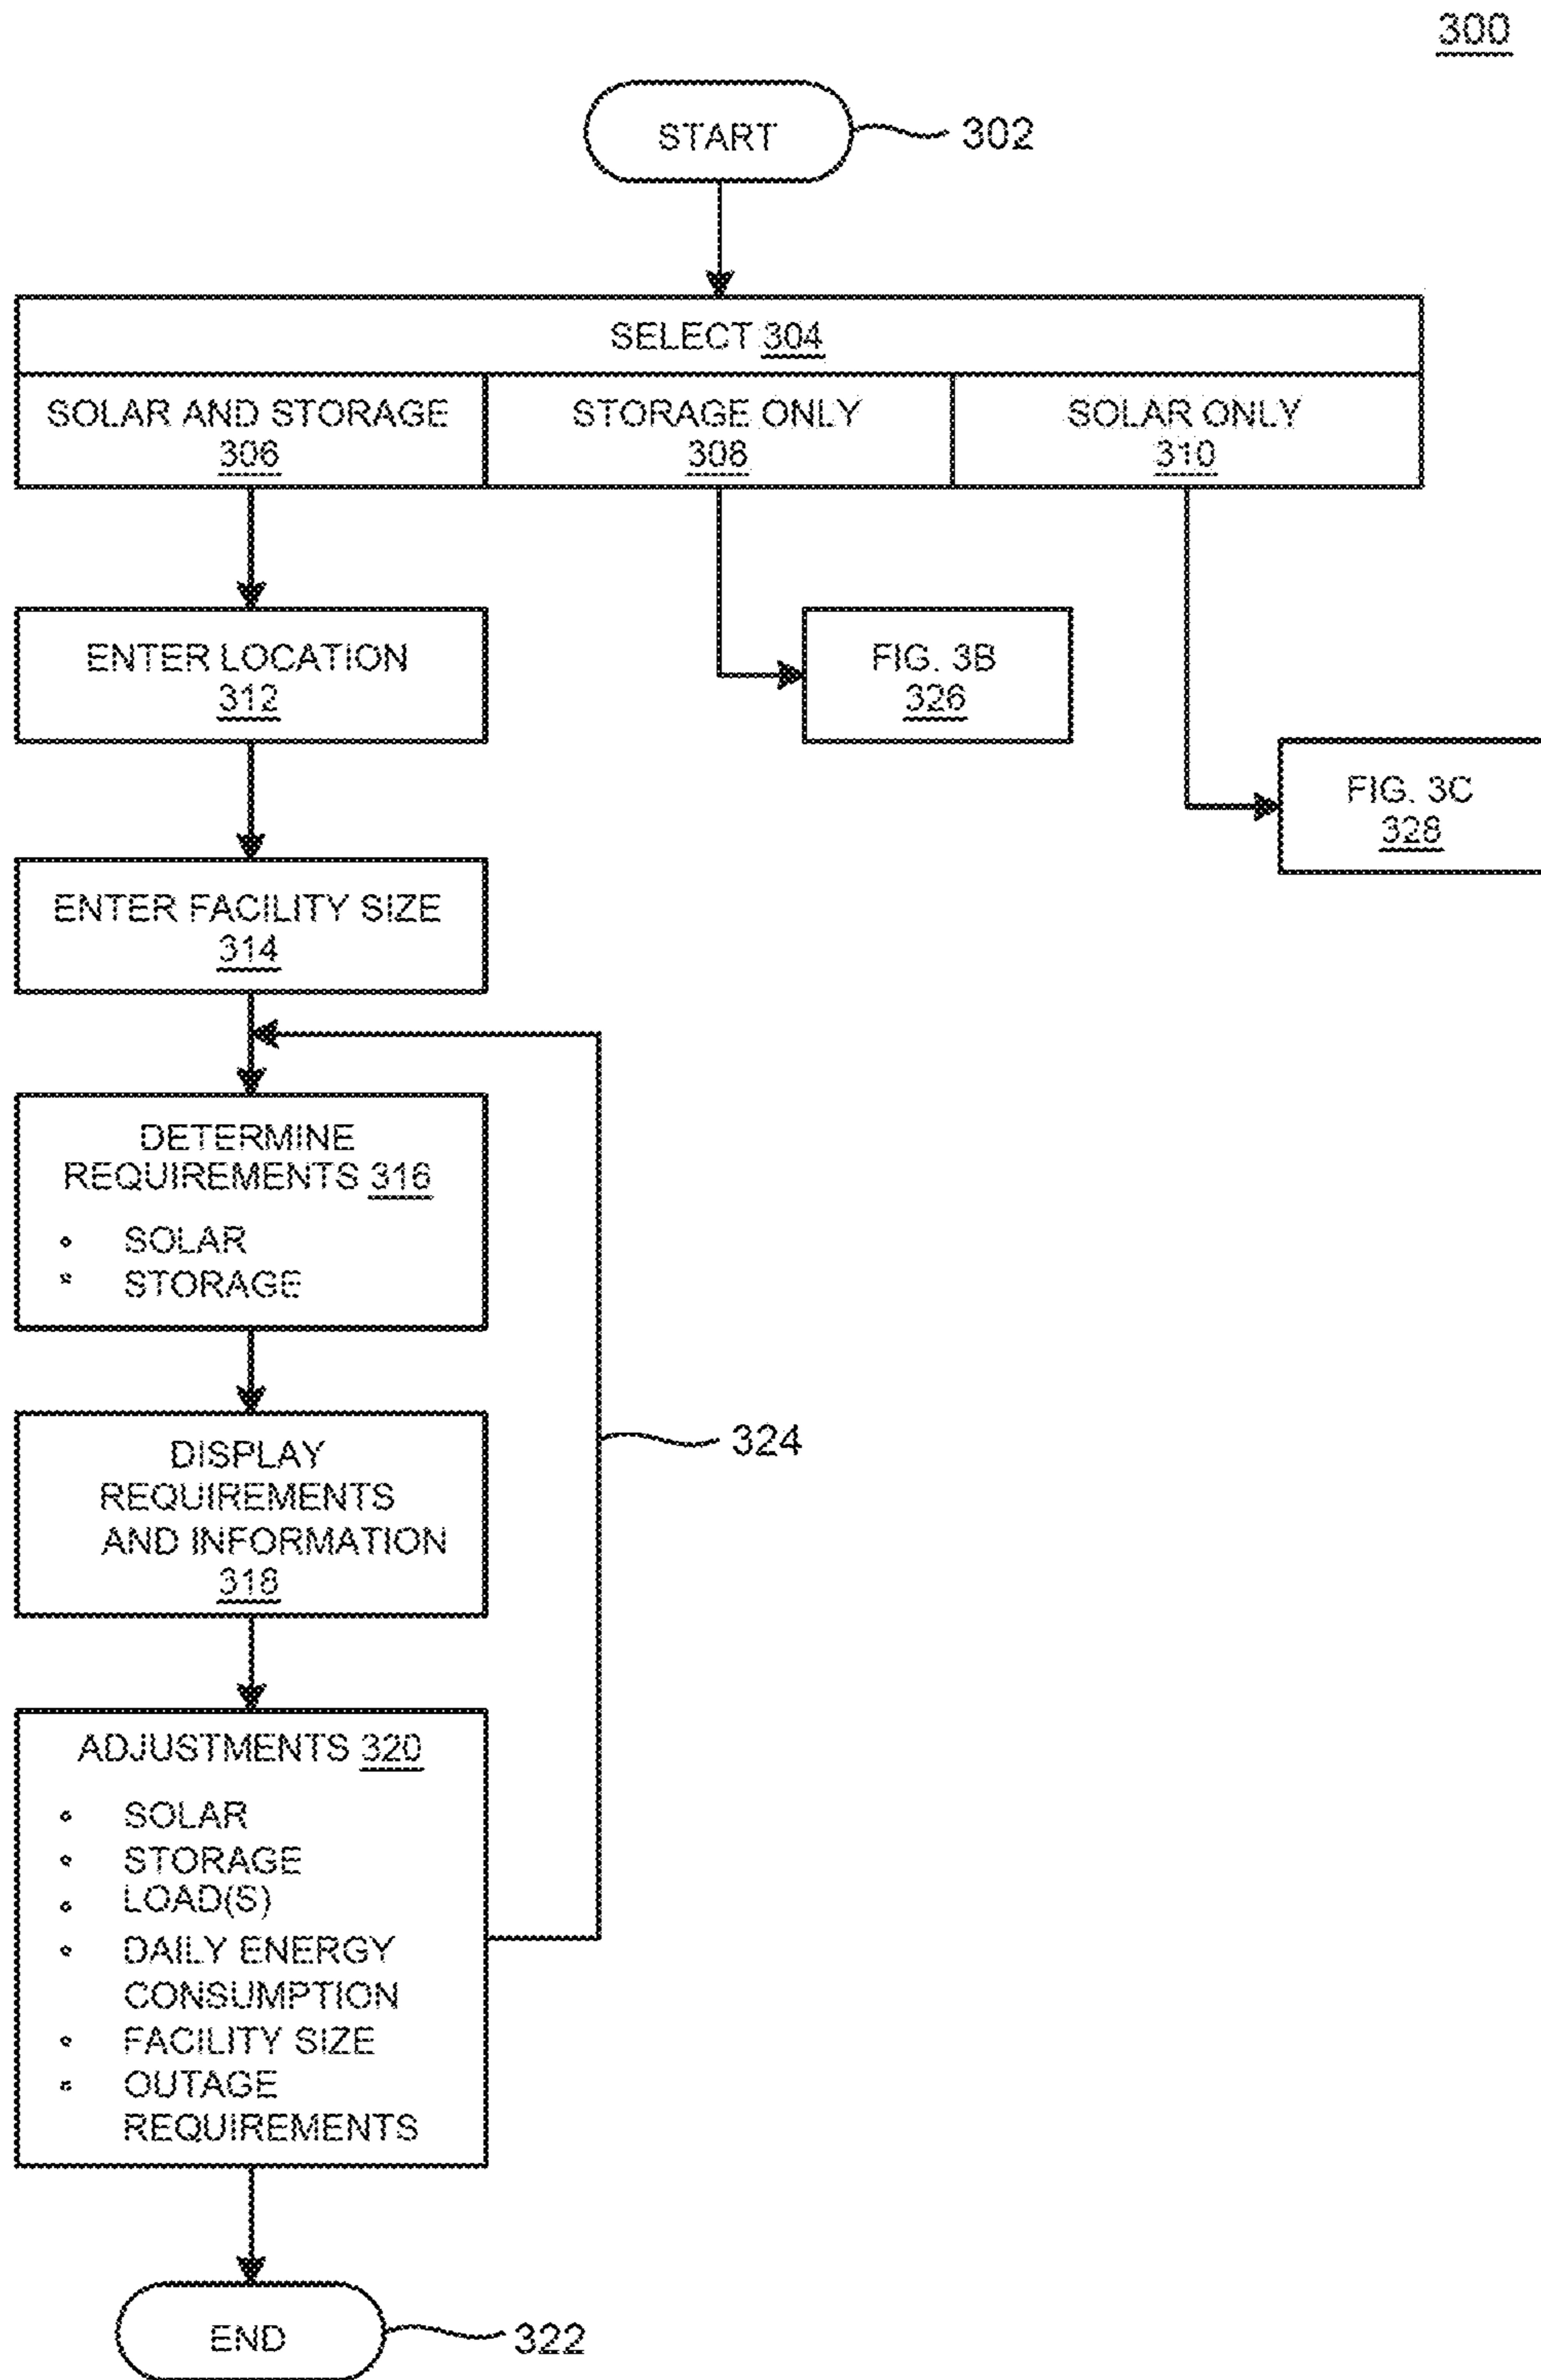 300
START
302
SELECT 304
SOLAR AND STORAGE
306
STORAGE ONLY
308
SOLAR ONLY
310
ENTER LOCATION
312
FIG. 3B
326
FIG. 3C
328
ENTER FACILITY SIZE
314
DETERMINE
REQUIREMENTS 316
• SOLAR
• STORAGE
DISPLAY
REQUIREMENTS
AND INFORMATION
318
324
ADJUSTMENTS 320
• SOLAR
• STORAGE
• LOAD(S)
• DAILY ENERGY
CONSUMPTION
• FACILITY SIZE
• OUTAGE
REQUIREMENTS
END
322